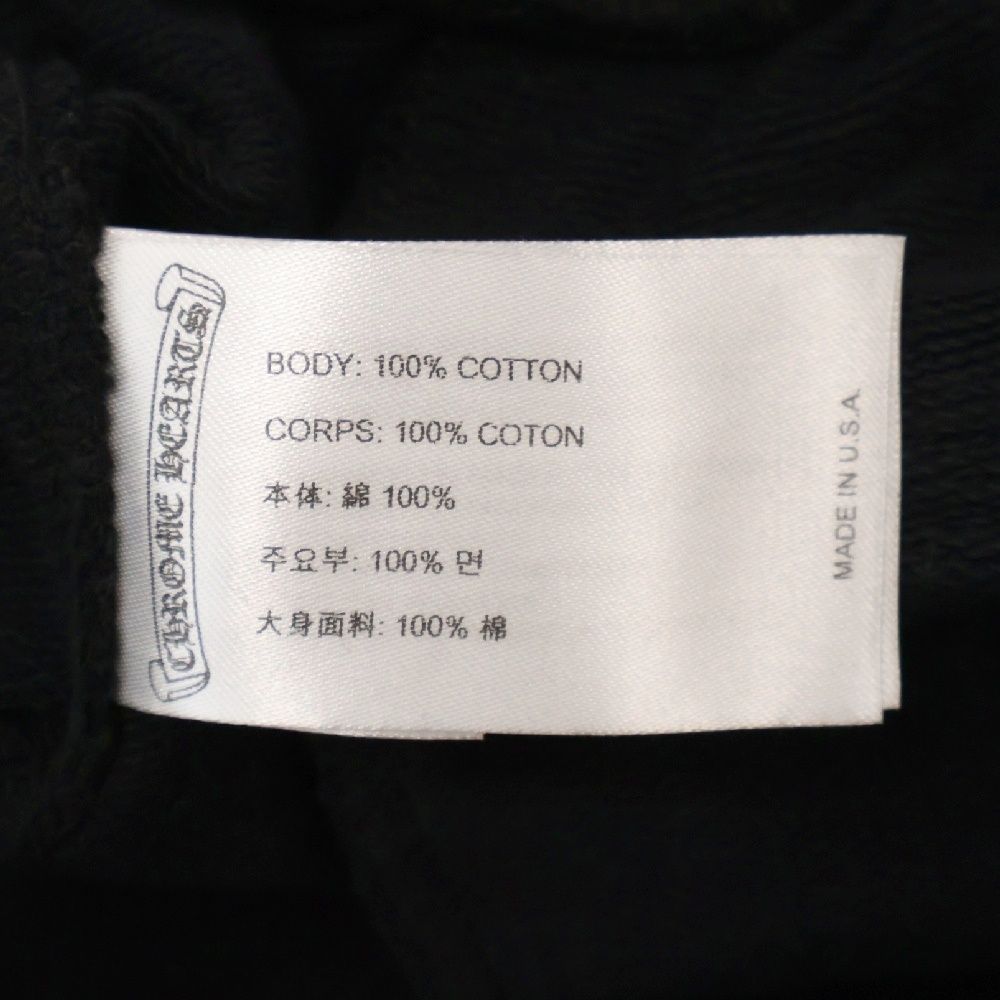 CHROME HEARTS
BODY: 100% COTTON
CORPS: 100% COTON
本体: 綿 100%
주요부: 100% 면
大身面料: 100% 棉
MADE IN U.S.A.